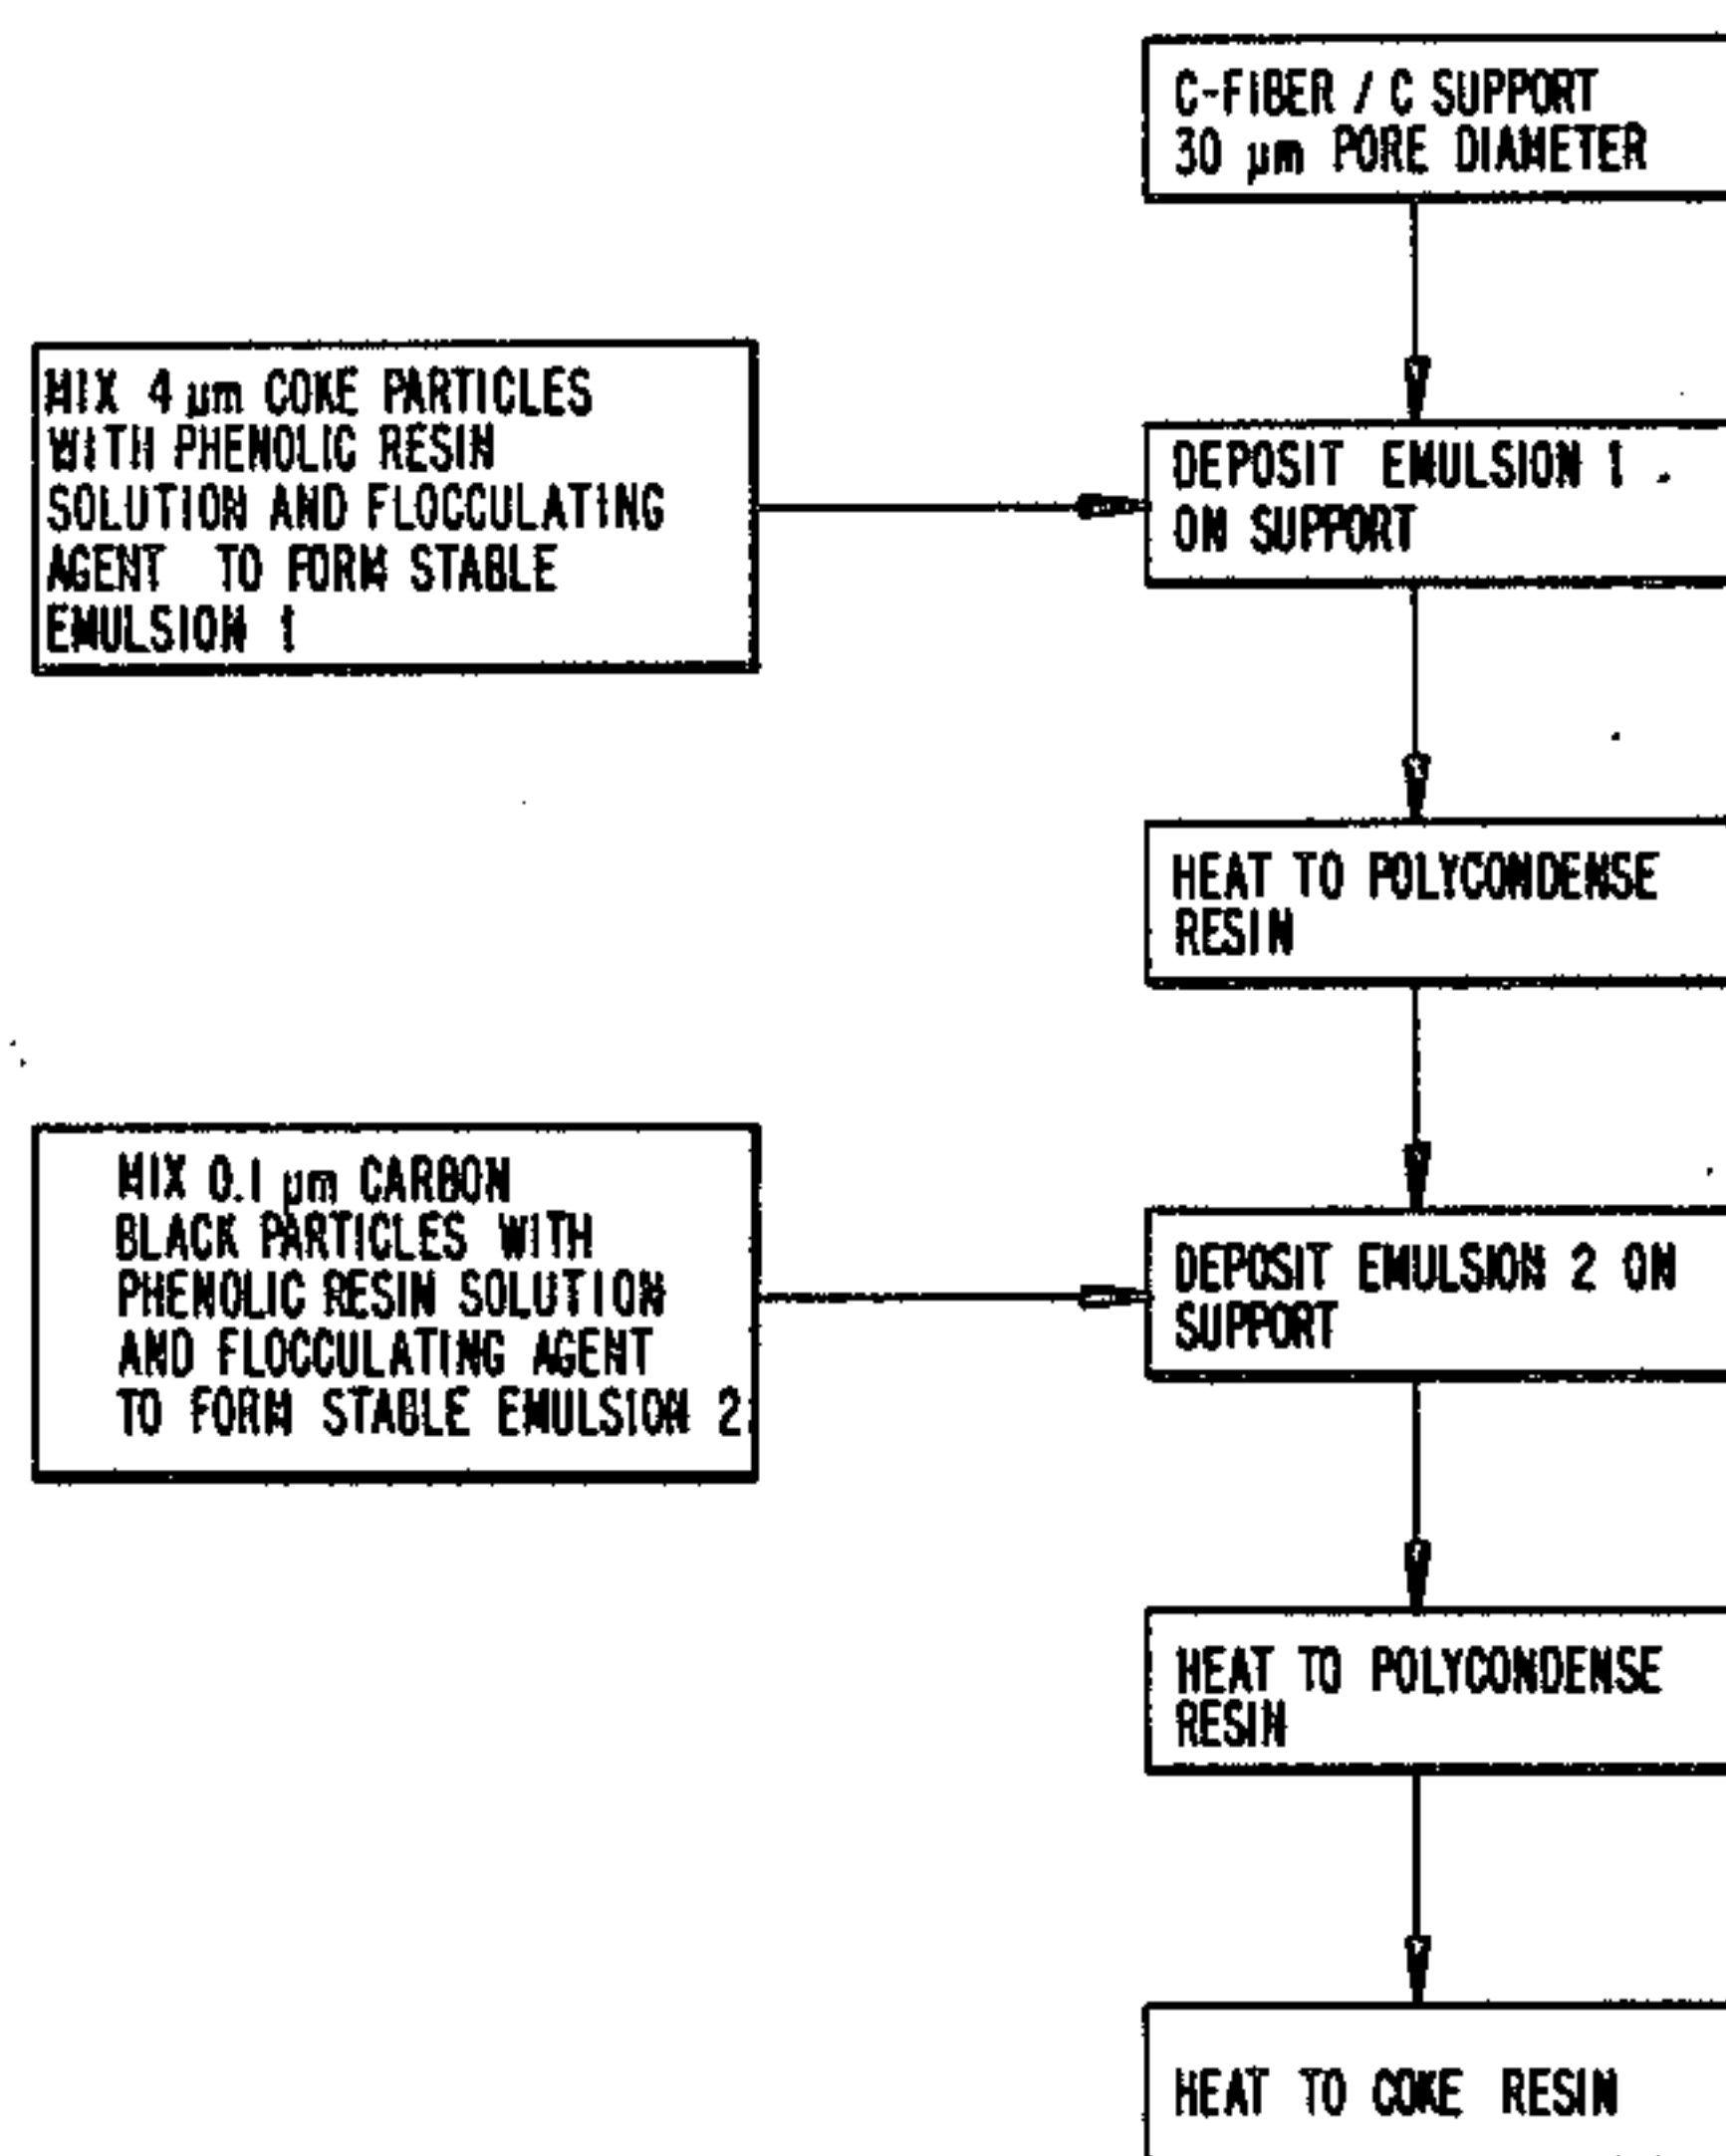 C-FIBER / C SUPPORT
30 µm PORE DIAMETER
MIX 4 µm COKE PARTICLES
WITH PHENOLIC RESIN
SOLUTION AND FLOCCULATING
AGENT TO FORM STABLE
EMULSION 1
DEPOSIT EMULSION 1
ON SUPPORT
HEAT TO POLYCONDENSE
RESIN
MIX 0.1 µm CARBON
BLACK PARTICLES WITH
PHENOLIC RESIN SOLUTION
AND FLOCCULATING AGENT
TO FORM STABLE EMULSION 2
DEPOSIT EMULSION 2 ON
SUPPORT
HEAT TO POLYCONDENSE
RESIN
HEAT TO COKE RESIN